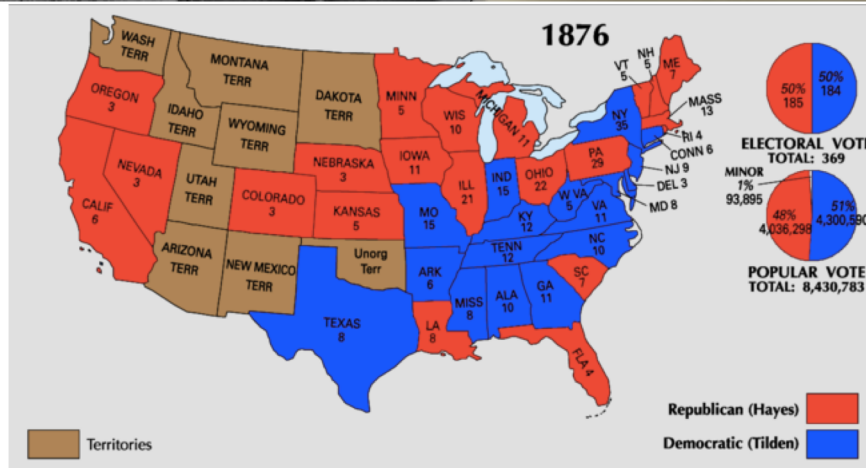 1876
WASH
TERR
MONTANA
TERR
DAKOTA
TERR
MINN
5
OREGON
3
IDAHO
TERR
WYOMING
TERR
WIS
10
MICHIGAN 11
VT
5
NH
5
ME
7
MASS
13
NY
35
RI 4
CONN 6
NJ 9
DEL 3
MD 8
PA
29
NEVADA
3
UTAH
TERR
COLORADO
3
NEBRASKA
3
IOWA
11
ILL
21
IND
15
OHIO
22
W VA
5
VA
11
CALIF
6
KANSAS
5
MO
15
KY
12
TENN
12
NC
10
ARIZONA
TERR
NEW MEXICO
TERR
Unorg
Terr
ARK
6
SC
7
TEXAS
8
LA
8
MISS
8
ALA
10
GA
11
FLA 4
50%
185
50%
184
ELECTORAL VOTE
TOTAL: 369
MINOR
1%
93,895
48%
4,036,298
51%
4,300,590
POPULAR VOTE
TOTAL: 8,430,783
Republican (Hayes)
Democratic (Tilden)
Territories